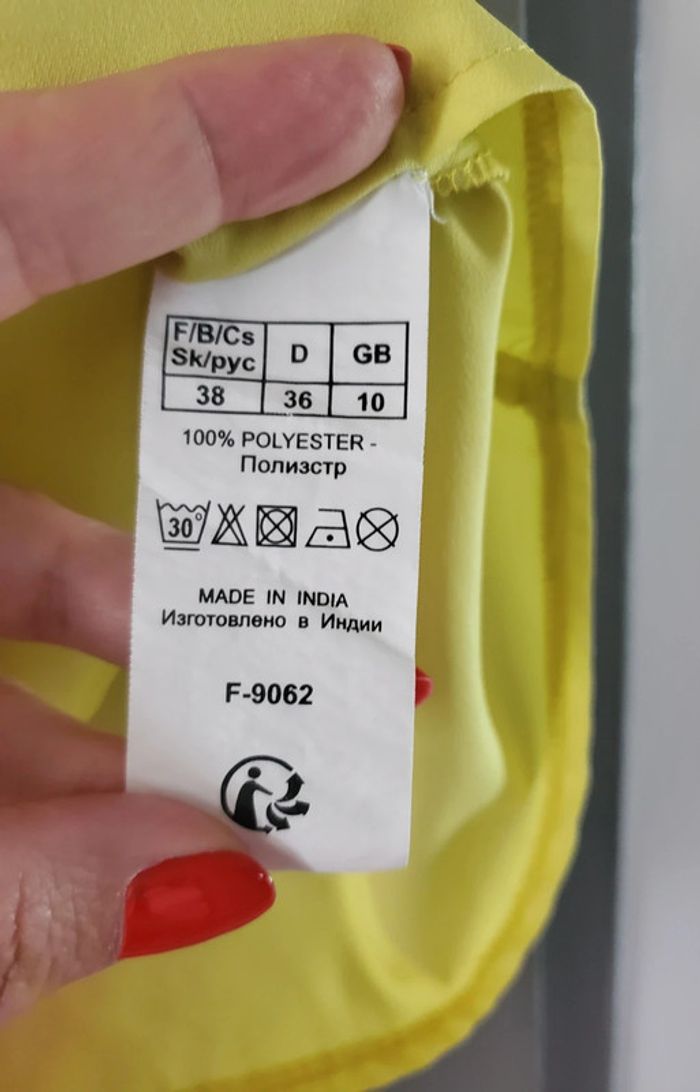 F/B/Cs D GB
Sk/рус
38 36 10
100% POLYESTER -
Полизстр
30°
MADE IN INDIA
Изготовлено в Индии
F-9062